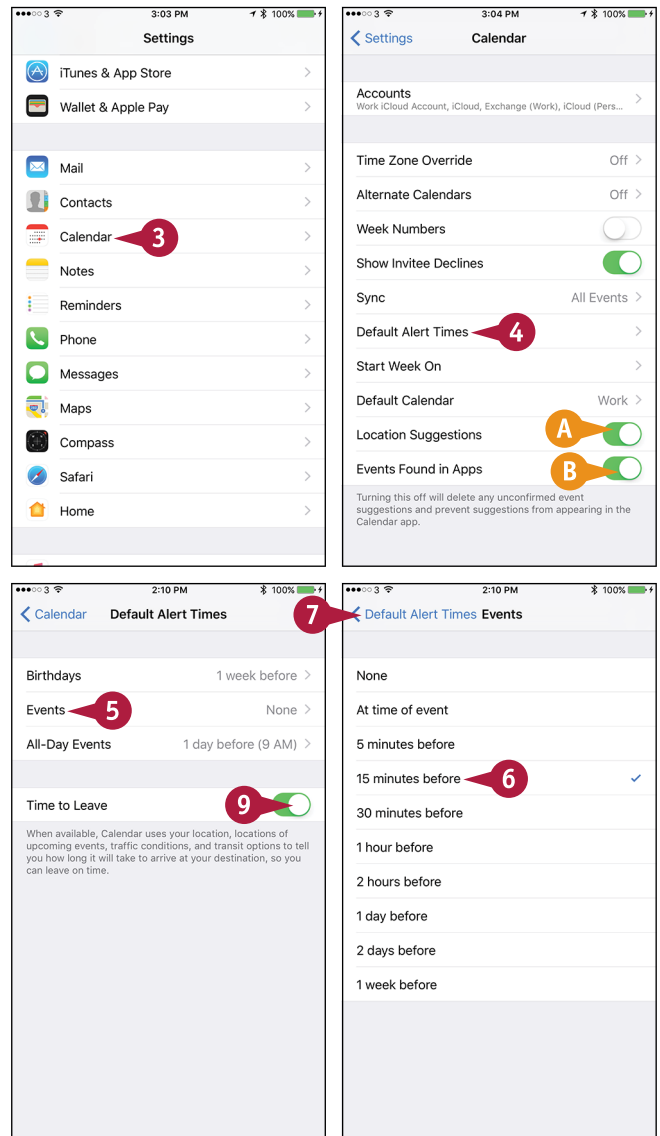 3 3:03 PM 100%
Settings
iTunes & App Store
Wallet & Apple Pay
Mail
Contacts
Calendar 3
Notes
Reminders
Phone
Messages
Maps
Compass
Safari
Home
3 3:04 PM 100%
Settings Calendar
Accounts
Work iCloud Account, iCloud, Exchange (Work), iCloud (Pers...
Time Zone Override Off
Alternate Calendars Off
Week Numbers
Show Invitee Declines
Sync All Events
Default Alert Times 4
Start Week On
Default Calendar Work
Location Suggestions A
Events Found in Apps B
Turning this off will delete any unconfirmed event
suggestions and prevent suggestions from appearing in the
Calendar app.
3 2:10 PM 100%
Calendar Default Alert Times
Birthdays 1 week before
Events 5 None
All-Day Events 1 day before (9 AM)
Time to Leave 9
When available, Calendar uses your location, locations of
upcoming events, traffic conditions, and transit options to tell
you how long it will take to arrive at your destination, so you
can leave on time.
3 2:10 PM 100%
7 Default Alert Times Events
None
At time of event
5 minutes before
15 minutes before 6
30 minutes before
1 hour before
2 hours before
1 day before
2 days before
1 week before